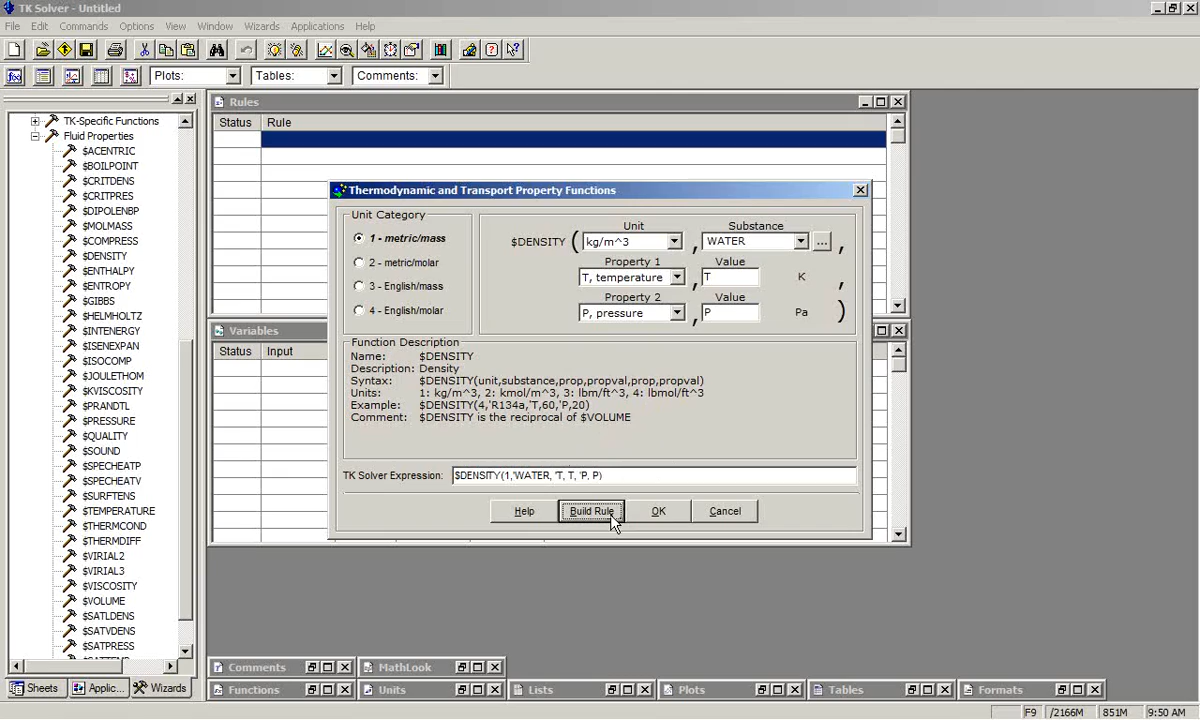 TK Solver - Untitled
File Edit Commands Options View Window Wizards Applications Help
Plots: Tables: Comments:
TK-Specific Functions
Fluid Properties
$ACENTRIC
$BOILPOINT
$CRITDENS
$CRITPRES
$DIPOLENBP
$MOLMASS
$COMPRESS
$DENSITY
$ENTHALPY
$ENTROPY
$GIBBS
$HELMHOLTZ
$INTENERGY
$ISENEXPAN
$ISOCOMP
$JOULETHOM
$KVISCOSITY
$PRANDTL
$PRESSURE
$QUALITY
$SOUND
$SPECHEATP
$SPECHEATV
$SURFTENS
$TEMPERATURE
$THERMCOND
$THERMDIFF
$VIRIAL2
$VIRIAL3
$VISCOSITY
$VOLUME
$SATLDENS
$SATVDENS
$SATPRESS
Sheets Applic... Wizards
Rules
Status Rule
Variables
Status Input
Thermodynamic and Transport Property Functions
Unit Category
1 - metric/mass
2 - metric/molar
3 - English/mass
4 - English/molar
Unit Substance
$DENSITY ( kg/m^3 , WATER ... ,
Property 1 Value
T, temperature , T K ,
Property 2 Value
P, pressure , P Pa )
Function Description
Name: $DENSITY
Description: Density
Syntax: $DENSITY(unit,substance,prop,propval,prop,propval)
Units: 1: kg/m^3, 2: kmol/m^3, 3: lbm/ft^3, 4: lbmol/ft^3
Example: $DENSITY(4,'R134a,'T,60,'P,20)
Comment: $DENSITY is the reciprocal of $VOLUME
TK Solver Expression: $DENSITY(1,'WATER, 'T, T, 'P, P)
Help Build Rule OK Cancel
Comments MathLook
Functions Units Lists Plots Tables Formats
F9 /2166M 851M 9:50 AM